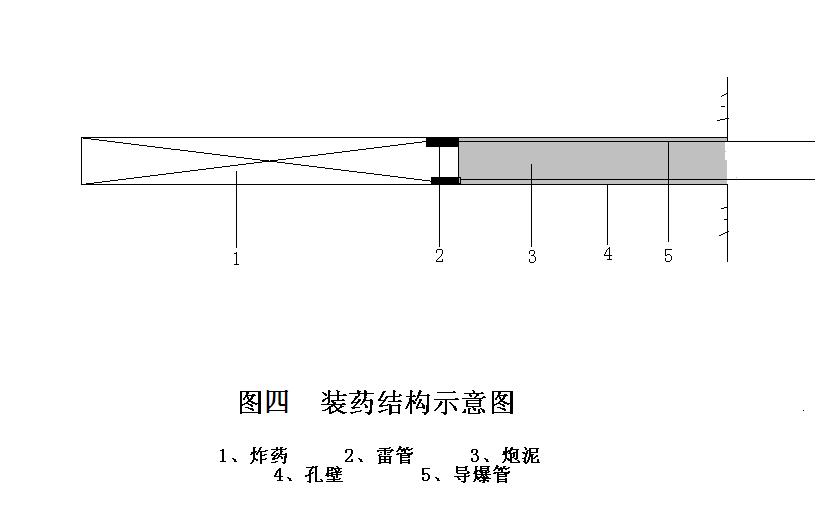 1 2 3 4 5
图四 装药结构示意图
1、炸药 2、雷管 3、炮泥
4、孔壁 5、导爆管